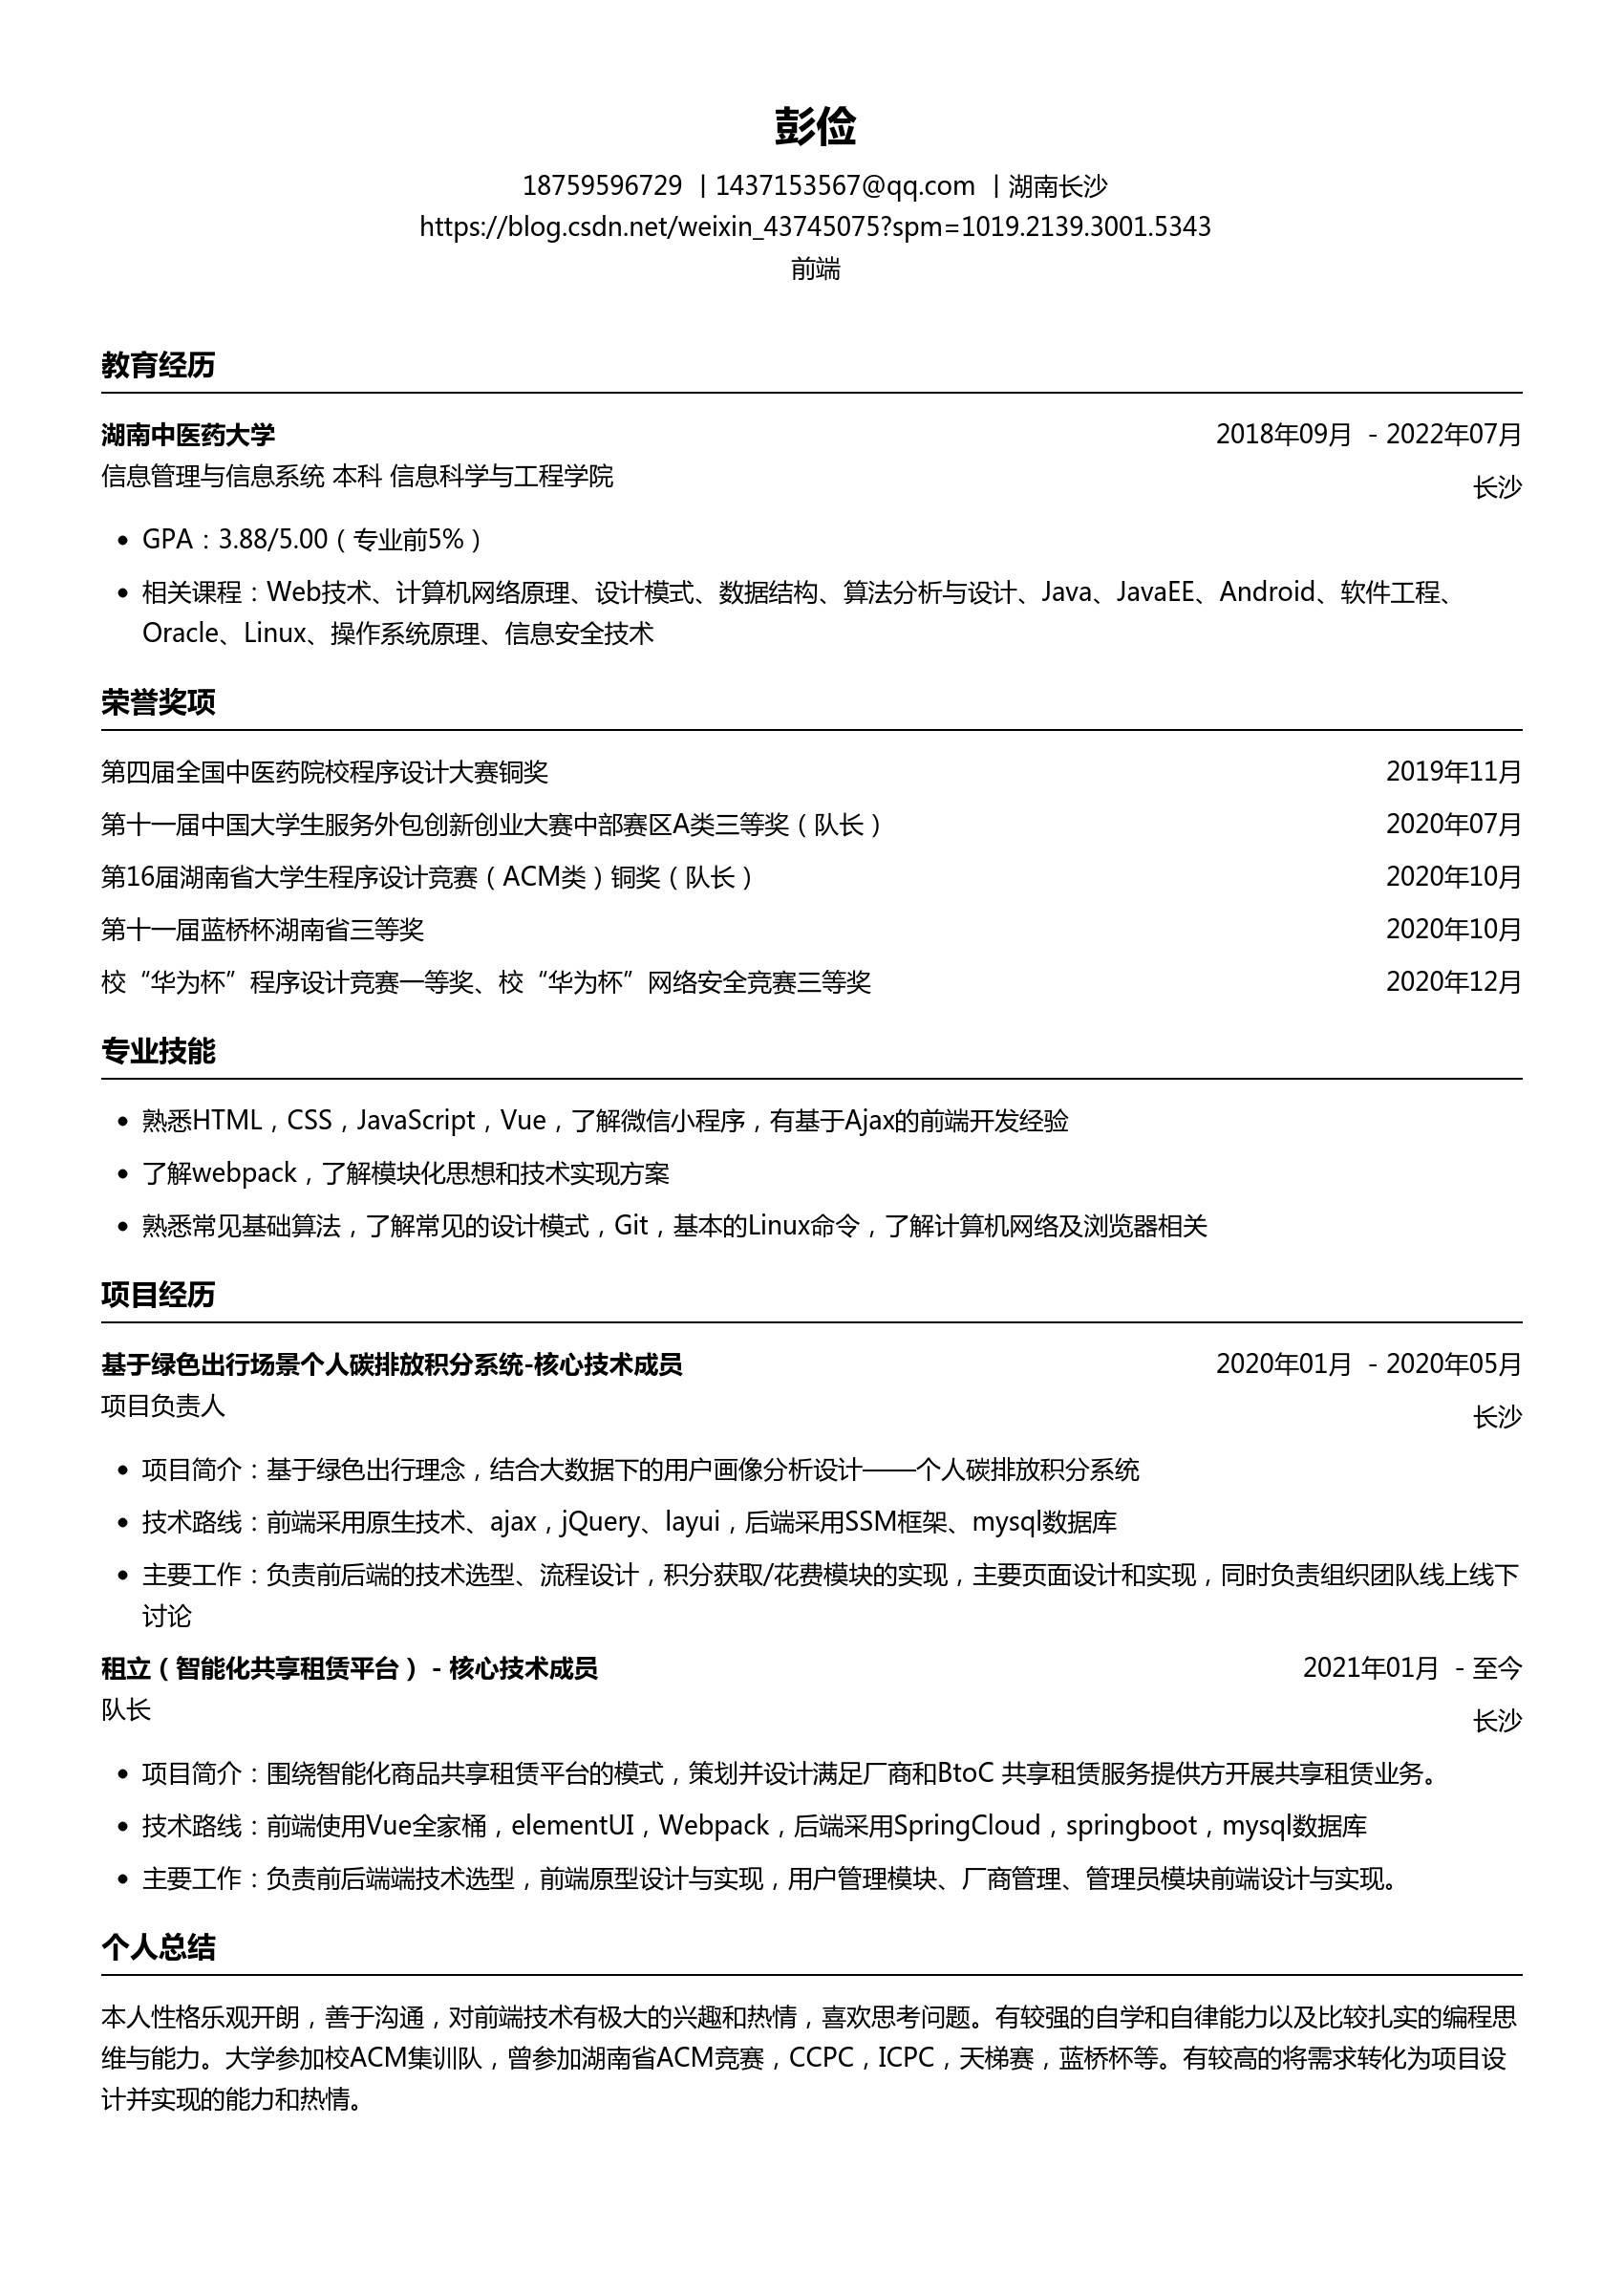 彭俭
18759596729 | 1437153567@qq.com | 湖南长沙
https://blog.csdn.net/weixin_43745075?spm=1019.2139.3001.5343
前端
教育经历
湖南中医药大学 2018年09月 - 2022年07月
信息管理与信息系统 本科 信息科学与工程学院 长沙
• GPA：3.88/5.00（专业前5%）
• 相关课程：Web技术、计算机网络原理、设计模式、数据结构、算法分析与设计、Java、JavaEE、Android、软件工程、
Oracle、Linux、操作系统原理、信息安全技术
荣誉奖项
第四届全国中医药院校程序设计大赛铜奖 2019年11月
第十一届中国大学生服务外包创新创业大赛中部赛区A类三等奖（队长） 2020年07月
第16届湖南省大学生程序设计竞赛（ACM类）铜奖（队长） 2020年10月
第十一届蓝桥杯湖南省三等奖 2020年10月
校“华为杯”程序设计竞赛一等奖、校“华为杯”网络安全竞赛三等奖 2020年12月
专业技能
• 熟悉HTML，CSS，JavaScript，Vue，了解微信小程序，有基于Ajax的前端开发经验
• 了解webpack，了解模块化思想和技术实现方案
• 熟悉常见基础算法，了解常见的设计模式，Git，基本的Linux命令，了解计算机网络及浏览器相关
项目经历
基于绿色出行场景个人碳排放积分系统-核心技术成员 2020年01月 - 2020年05月
项目负责人 长沙
• 项目简介：基于绿色出行理念，结合大数据下的用户画像分析设计——个人碳排放积分系统
• 技术路线：前端采用原生技术、ajax，jQuery、layui，后端采用SSM框架、mysql数据库
• 主要工作：负责前后端的技术选型、流程设计，积分获取/花费模块的实现，主要页面设计和实现，同时负责组织团队线上线下
讨论
租立（智能化共享租赁平台） - 核心技术成员 2021年01月 - 至今
队长 长沙
• 项目简介：围绕智能化商品共享租赁平台的模式，策划并设计满足厂商和BtoC 共享租赁服务提供方开展共享租赁业务。
• 技术路线：前端使用Vue全家桶，elementUI，Webpack，后端采用SpringCloud，springboot，mysql数据库
• 主要工作：负责前后端端技术选型，前端原型设计与实现，用户管理模块、厂商管理、管理员模块前端设计与实现。
个人总结
本人性格乐观开朗，善于沟通，对前端技术有极大的兴趣和热情，喜欢思考问题。有较强的自学和自律能力以及比较扎实的编程思
维与能力。大学参加校ACM集训队，曾参加湖南省ACM竞赛，CCPC，ICPC，天梯赛，蓝桥杯等。有较高的将需求转化为项目设
计并实现的能力和热情。